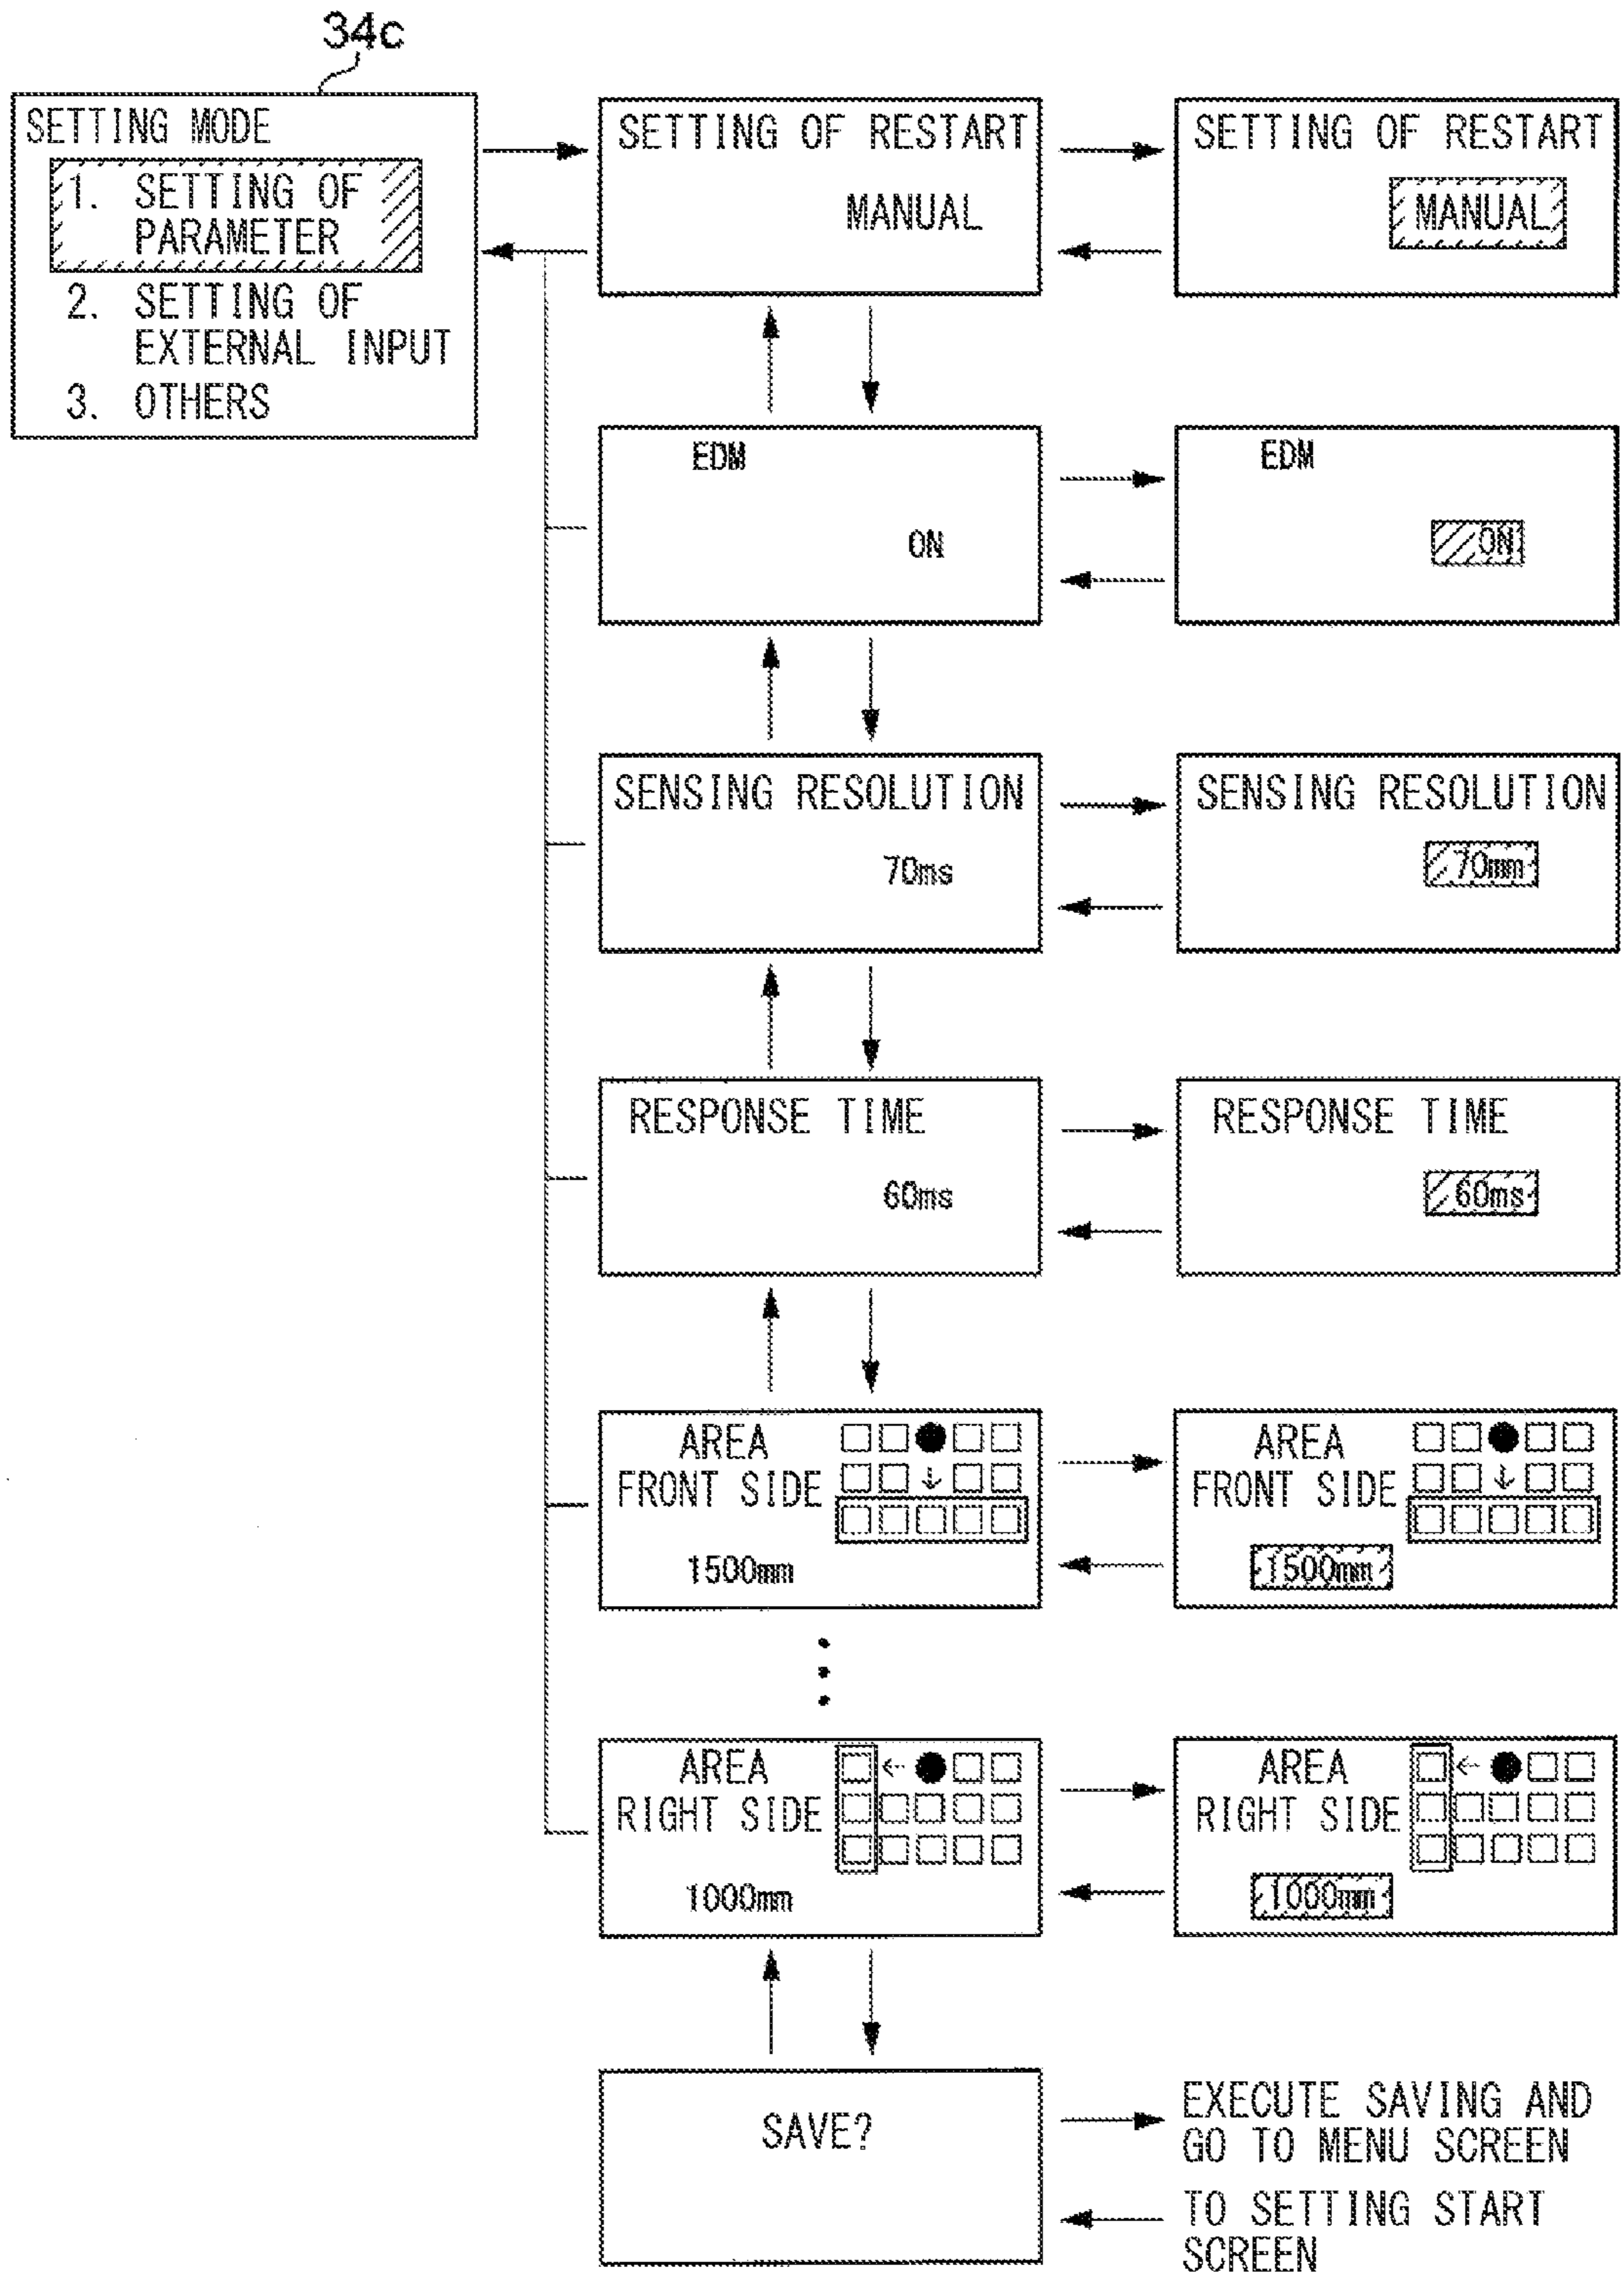 34c
SETTING MODE
1. SETTING OF
PARAMETER
2. SETTING OF
EXTERNAL INPUT
3. OTHERS
SETTING OF RESTART
MANUAL
SETTING OF RESTART
MANUAL
EDM
ON
EDM
ON
SENSING RESOLUTION
70ms
SENSING RESOLUTION
70mm
RESPONSE TIME
60ms
RESPONSE TIME
60ms
AREA
FRONT SIDE
1500mm
AREA
FRONT SIDE
1500mm
AREA
RIGHT SIDE
1000mm
AREA
RIGHT SIDE
1000mm
SAVE?
EXECUTE SAVING AND
GO TO MENU SCREEN
TO SETTING START
SCREEN